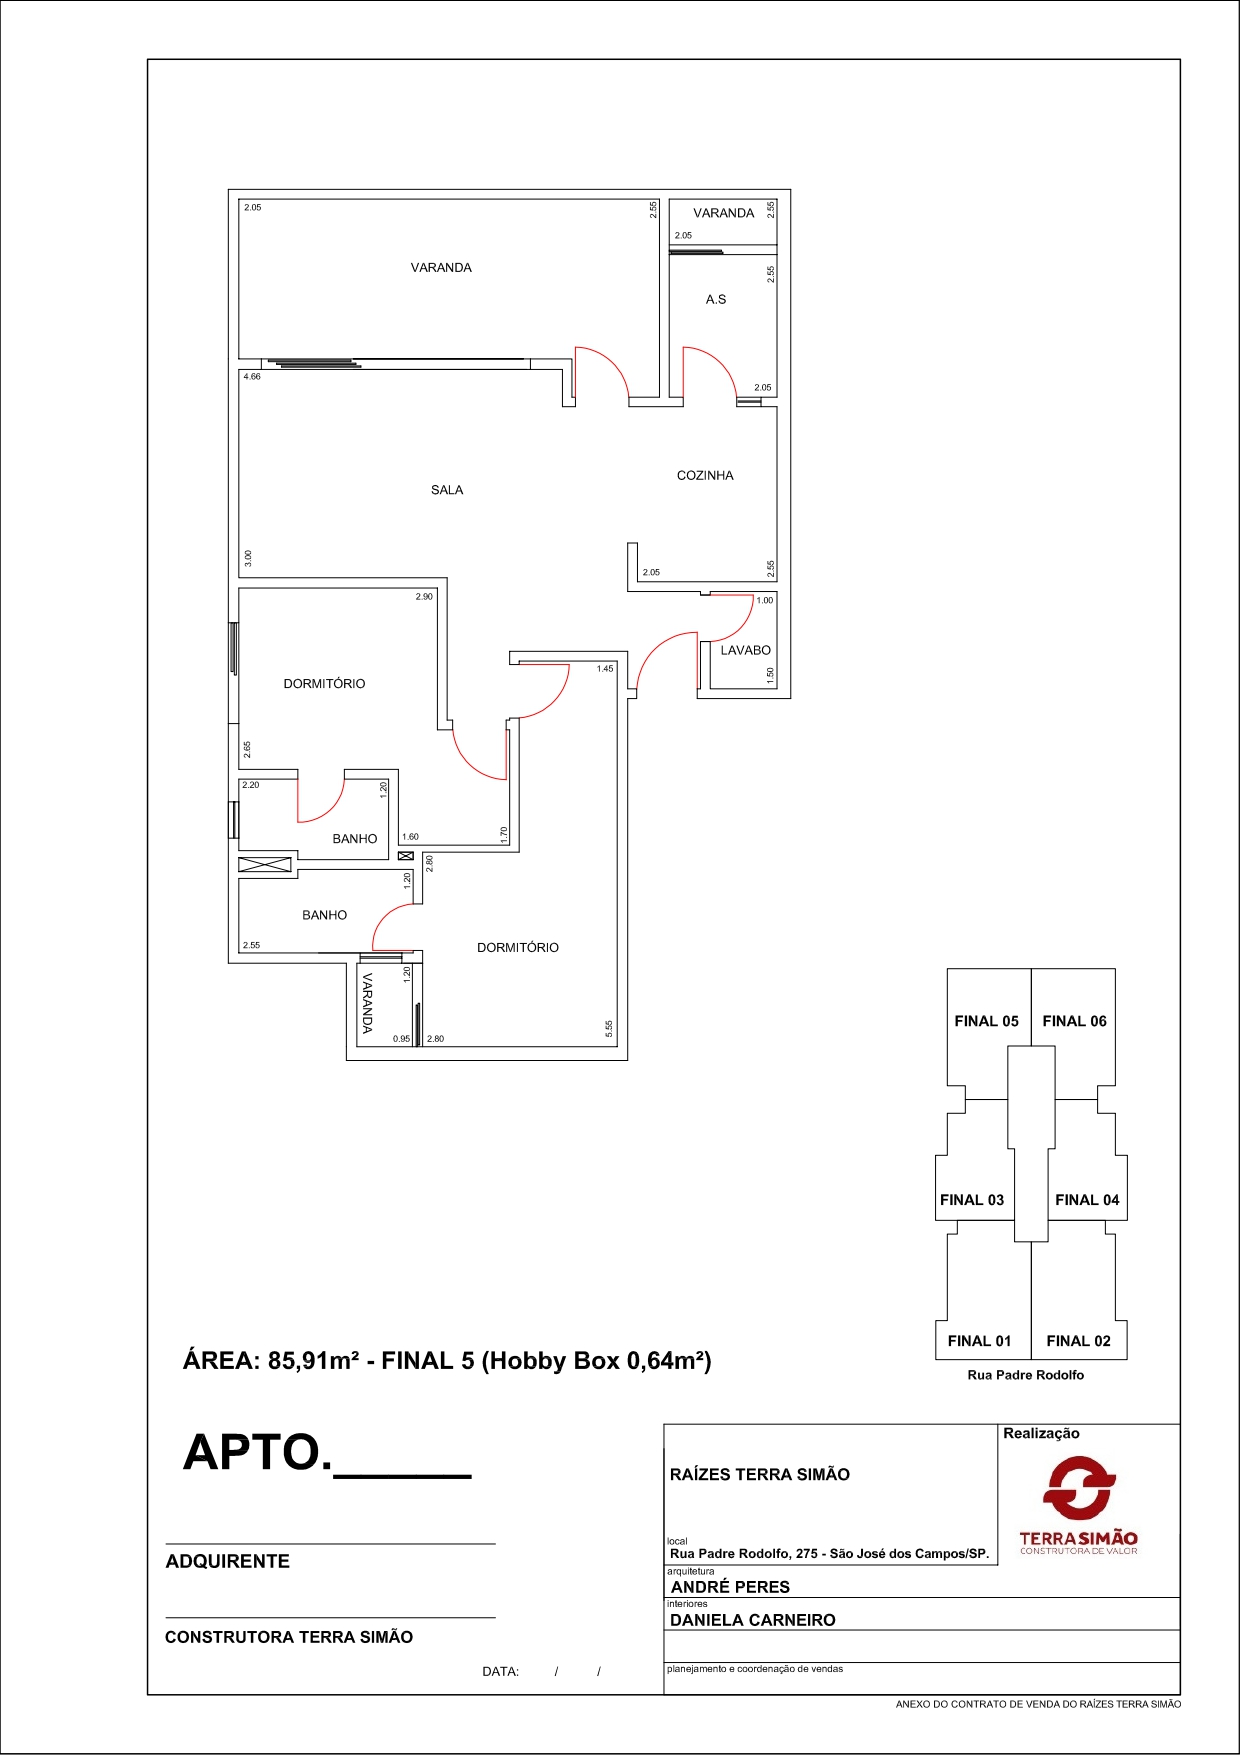 2.05
2.55
VARANDA
2.55
2.05
VARANDA
2.55
A.S
2.05
4.66
COZINHA
SALA
3.00
2.05
2.55
2.90
1.00
LAVABO
1.45
1.50
DORMITÓRIO
2.65
2.20
1.20
BANHO
1.60
1.70
2.80
1.20
BANHO
2.55
DORMITÓRIO
VARANDA
1.20
0.95
2.80
5.55
FINAL 05
FINAL 06
FINAL 03
FINAL 04
FINAL 01
FINAL 02
Rua Padre Rodolfo
ÁREA: 85,91m² - FINAL 5 (Hobby Box 0,64m²)
APTO.______
ADQUIRENTE
CONSTRUTORA TERRA SIMÃO
DATA: / /
RAÍZES TERRA SIMÃO
local
Rua Padre Rodolfo, 275 - São José dos Campos/SP.
arquitetura
ANDRÉ PERES
interiores
DANIELA CARNEIRO
planejamento e coordenação de vendas
Realização
TERRA SIMÃO
CONSTRUTORA DE VALOR
ANEXO DO CONTRATO DE VENDA DO RAÍZES TERRA SIMÃO